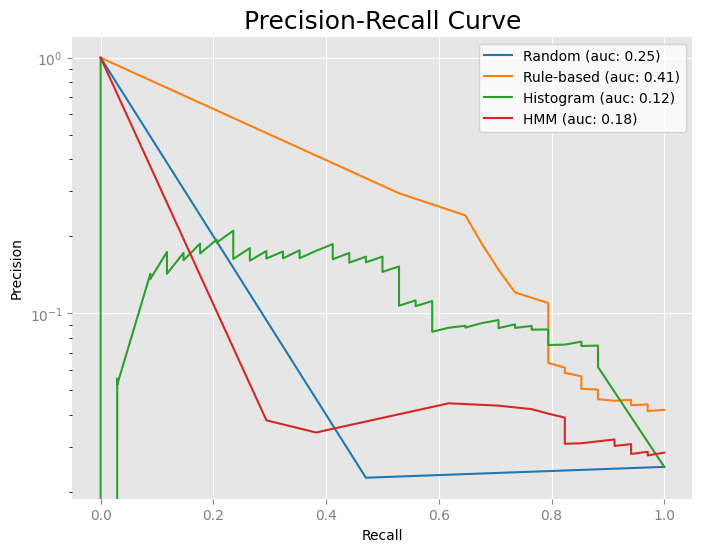 Precision-Recall Curve
Random (auc: 0.25)
Rule-based (auc: 0.41)
Histogram (auc: 0.12)
HMM (auc: 0.18)
Precision
10⁰
10⁻¹
0.0 0.2 0.4 0.6 0.8 1.0
Recall